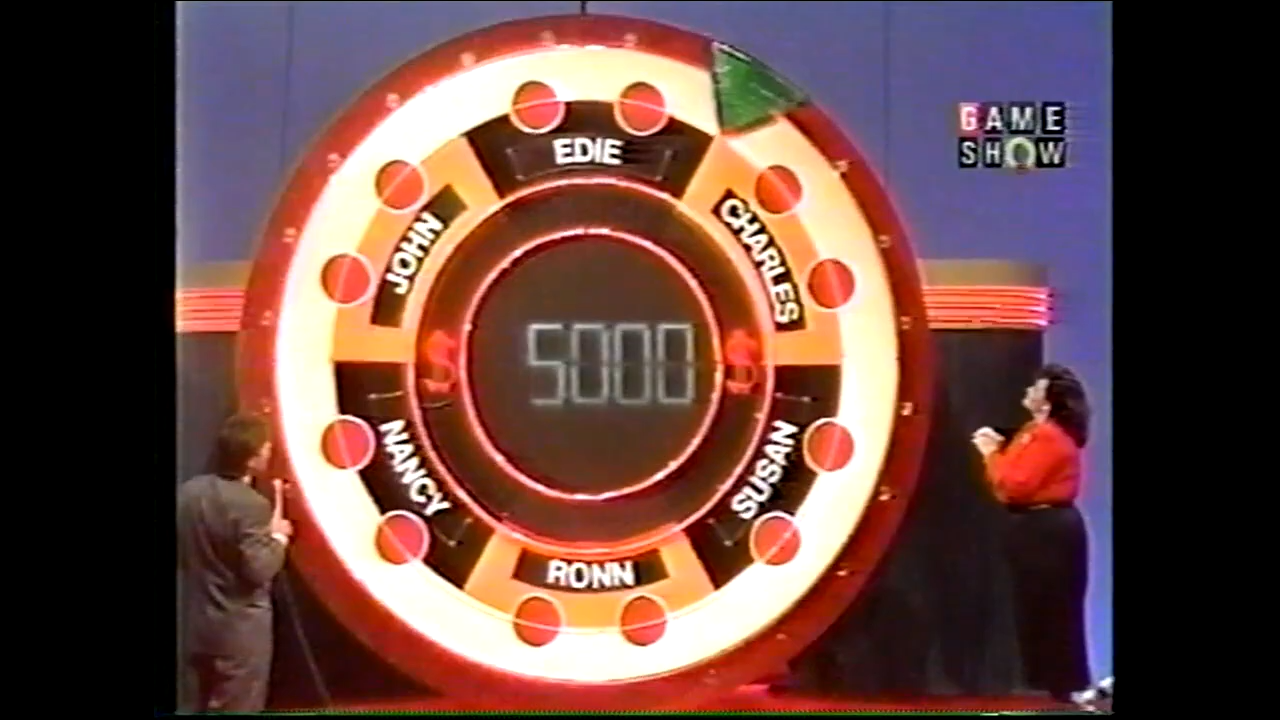 GAME
SHOW
EDIE
JOHN
CHARLES
$ 5000 $
NANCY
SUSAN
RONN